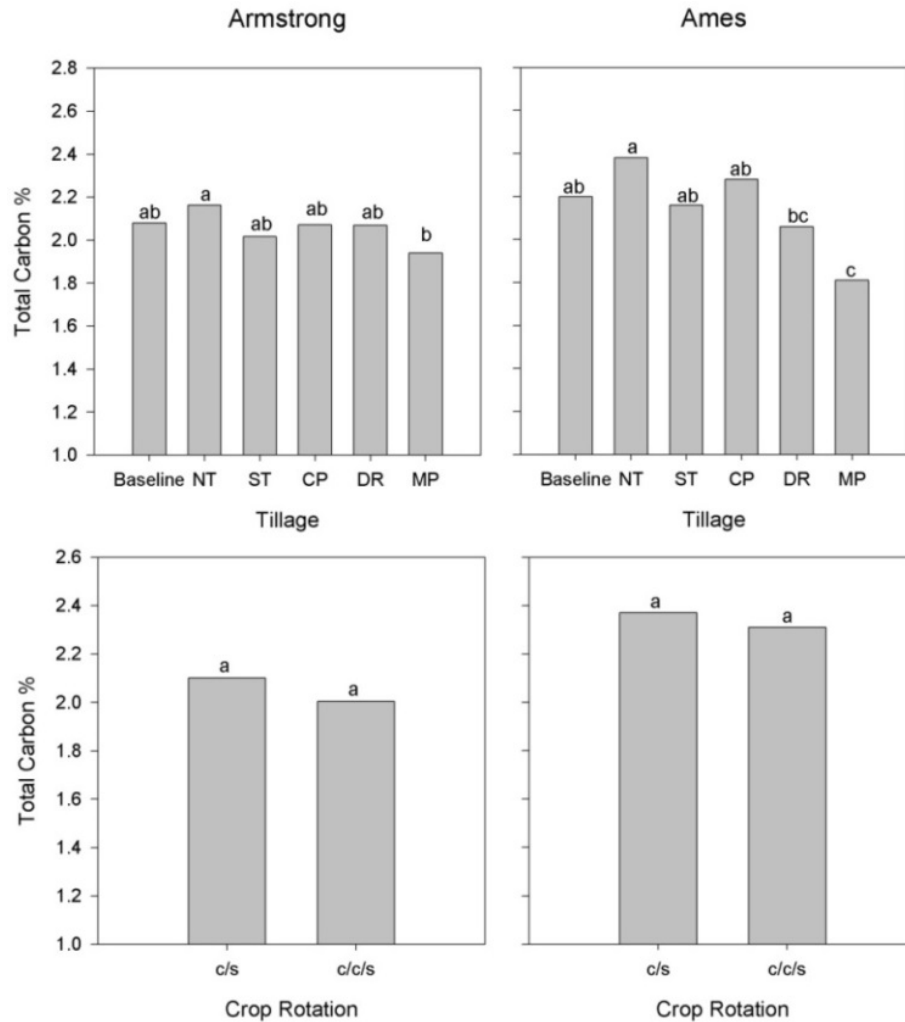 Armstrong
Ames
Total Carbon %
2.8
2.6
2.4
2.2
2.0
1.8
1.6
1.4
1.2
1.0
ab
a
ab
ab
ab
b
Baseline NT ST CP DR MP
Tillage
ab
a
ab
ab
bc
c
Baseline NT ST CP DR MP
Tillage
Total Carbon %
2.6
2.4
2.2
2.0
1.8
1.6
1.4
1.2
1.0
a
a
c/s c/c/s
Crop Rotation
a
a
c/s c/c/s
Crop Rotation